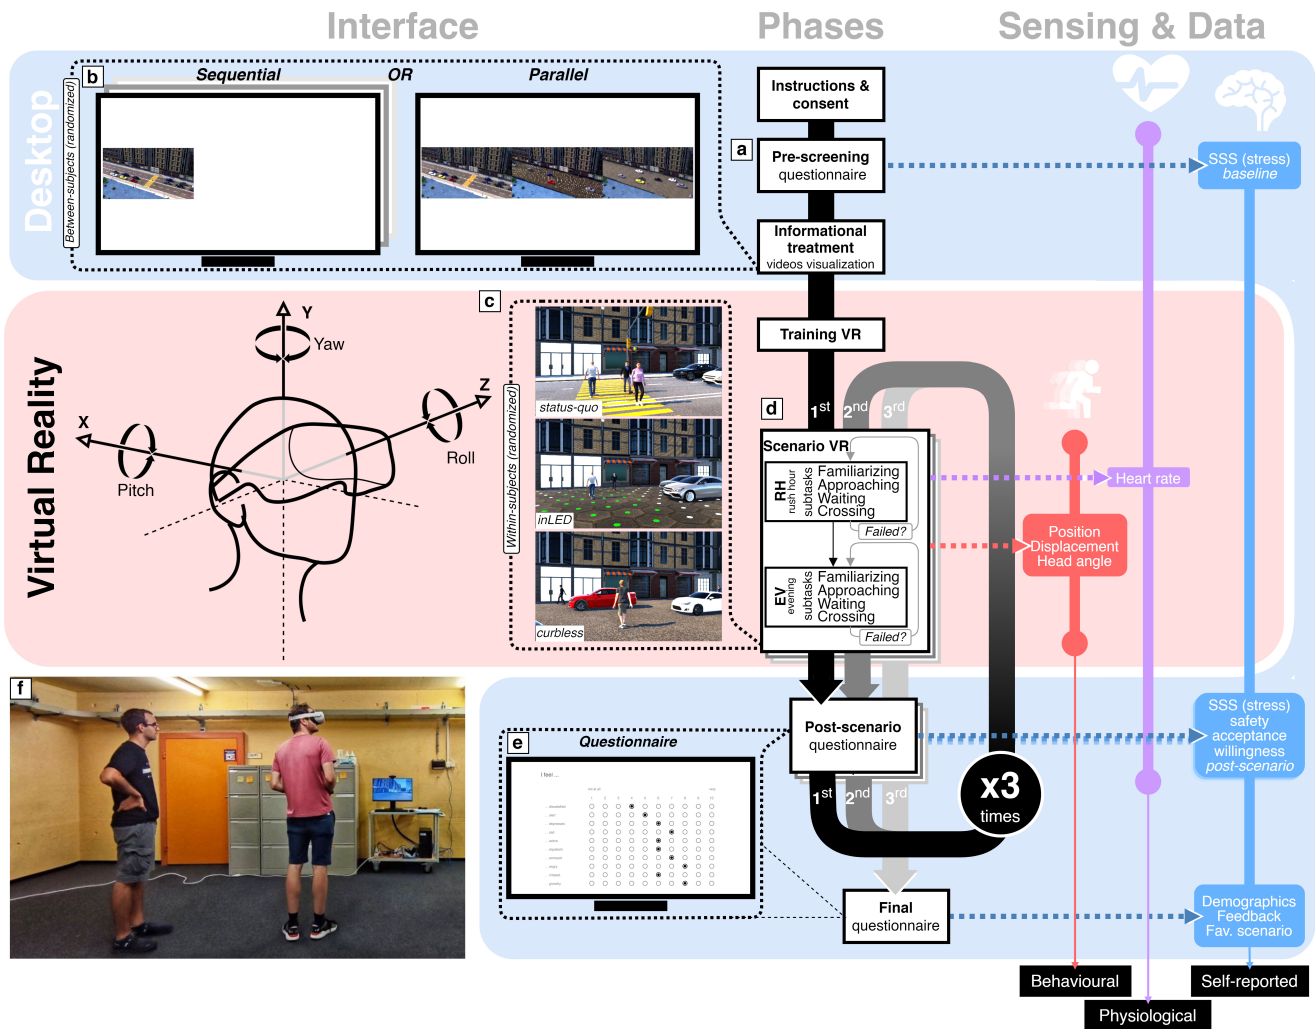 Interface
Phases
Sensing & Data
Desktop
b
Between-subjects (randomized)
Sequential
OR
Parallel
Instructions &
consent
a
Pre-screening
questionnaire
Informational
treatment
videos visualization
SSS (stress)
baseline
Virtual Reality
Y
Yaw
X
Pitch
Z
Roll
c
Within-subjects (randomized)
status-quo
inLED
curbless
Training VR
1st
2nd
3rd
d
Scenario VR
RH
rush hour
subtasks
Familiarizing
Approaching
Waiting
Crossing
Failed?
EV
evening
subtasks
Familiarizing
Approaching
Waiting
Crossing
Failed?
Heart rate
Position
Displacement
Head angle
f
e
Questionnaire
I feel ...
Post-scenario
questionnaire
1st
2nd
3rd
x3
times
SSS (stress)
safety
acceptance
willingness
post-scenario
Final
questionnaire
Demographics
Feedback
Fav. scenario
Behavioural
Self-reported
Physiological